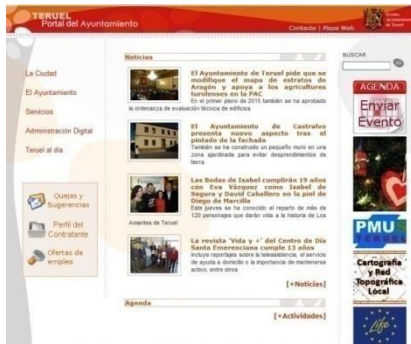 TERUEL
Portal del Ayuntamiento
Contacto | Mapa Web
La Ciudad
El Ayuntamiento
Servicios
Administración Digital
Teruel al día
Quejas y
Sugerencias
Perfil del
Contratante
Ofertas de
empleo
Noticias
El Ayuntamiento de Teruel pide que se
modifique el mapa de estratos de
Aragón y apoya a los agricultores
turolenses en la PAC
En el primer pleno de 2015 también se ha aprobado
la ordenanza de evaluación técnica de edificios
El Ayuntamiento de Castralvo
presenta nuevo aspecto tras el
pintado de la fachada
También se ha construido un pequeño muro en una
zona ajardinada para evitar desprendimientos de
tierra
Las Bodas de Isabel cumplirán 19 años
con Eva Vázquez como Isabel de
Segura y David Caballero en la piel de
Diego de Marcilla
Este jueves se ha conocido el reparto de más de
120 personajes que darán vida a la historia de Los
Amantes de Teruel
La revista 'Vida y +' del Centro de Día
Santa Emerenciana cumple 13 años
Incluye reportajes sobre la teleasistencia, el servicio
de ayuda a domicilio o la importancia de mantenerse
activo, entre otros
[+Noticias]
Agenda
[+Actividades]
BUSCAR
AGENDA
Enviar
Evento
PMU
TERUEL
Cartografía
y Red
Topográfica
Local
Life